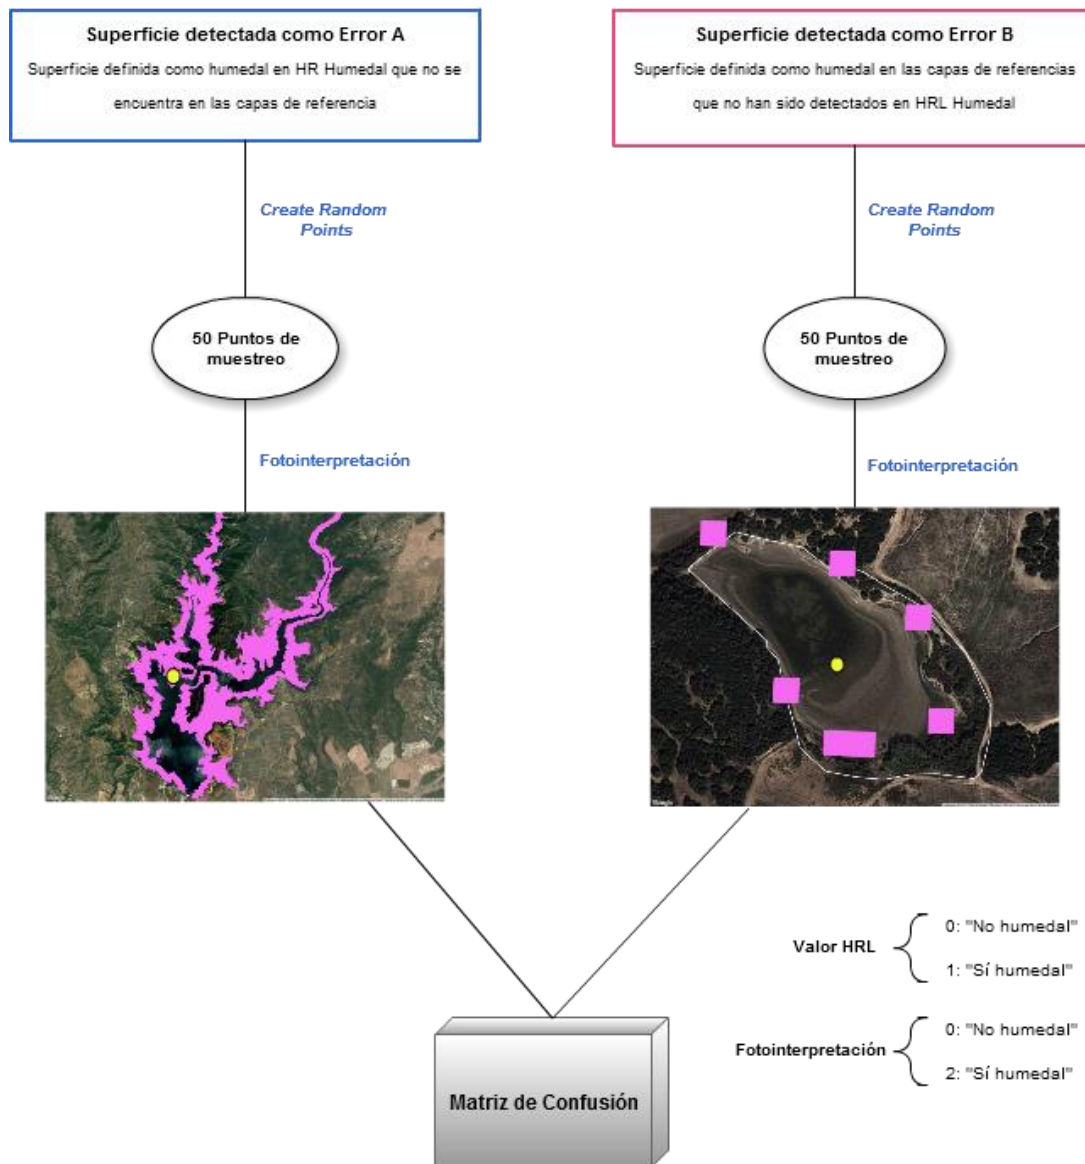 Superficie detectada como Error A
Superficie definida como humedal en HR Humedal que no se
encuentra en las capas de referencia
Superficie detectada como Error B
Superficie definida como humedal en las capas de referencias
que no han sido detectados en HRL Humedal
Create Random
Points
Create Random
Points
50 Puntos de
muestreo
50 Puntos de
muestreo
Fotointerpretación
Fotointerpretación
Valor HRL
0: "No humedal"
1: "Sí humedal"
Fotointerpretación
0: "No humedal"
2: "Sí humedal"
Matriz de Confusión